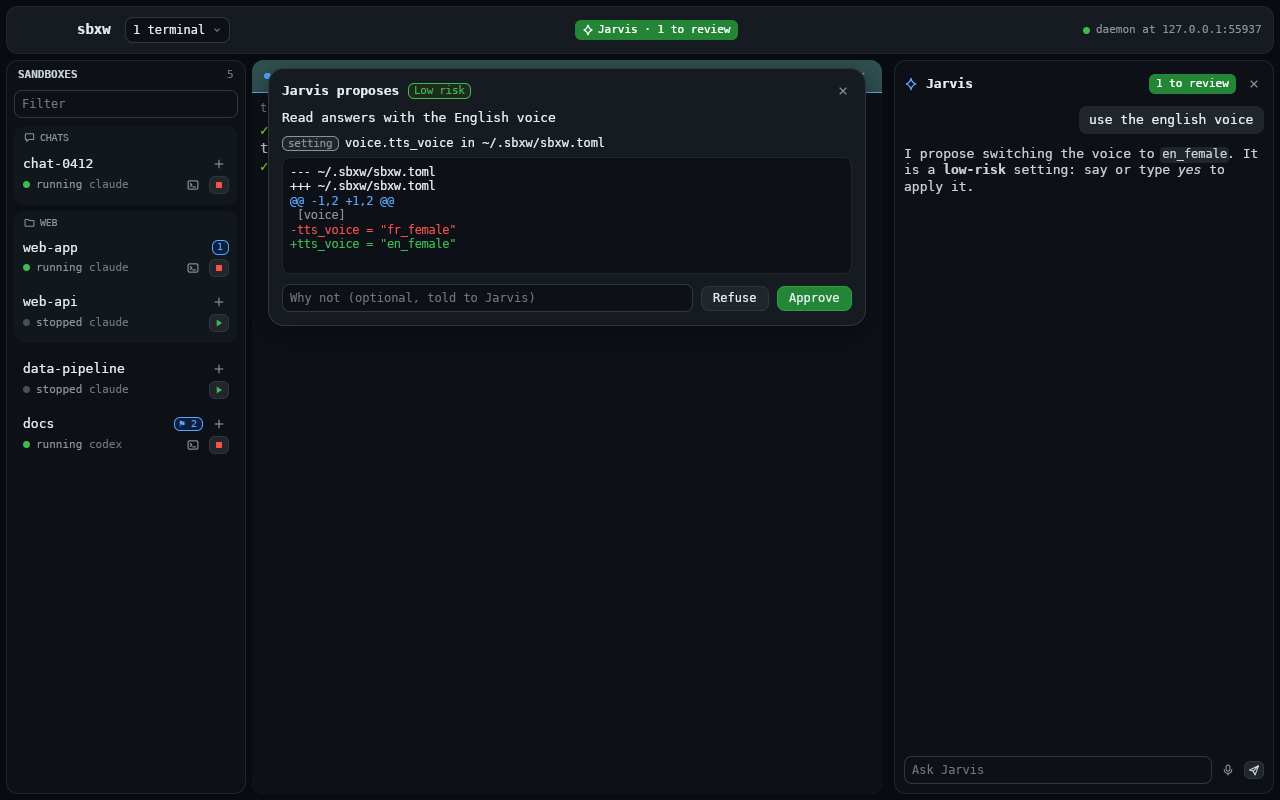 sbxw
1 terminal
Jarvis · 1 to review
daemon at 127.0.0.1:55937
SANDBOXES 5
Filter
CHATS
chat-0412
running claude
WEB
web-app 1
running claude
web-api
stopped claude
data-pipeline
stopped claude
docs 2
running codex
t
t
Jarvis proposes Low risk
Read answers with the English voice
setting voice.tts_voice in ~/.sbxw/sbxw.toml
--- ~/.sbxw/sbxw.toml
+++ ~/.sbxw/sbxw.toml
@@ -1,2 +1,2 @@
[voice]
-tts_voice = "fr_female"
+tts_voice = "en_female"
Why not (optional, told to Jarvis)
Refuse
Approve
Jarvis
1 to review
use the english voice
I propose switching the voice to en_female. It
is a low-risk setting: say or type yes to
apply it.
Ask Jarvis